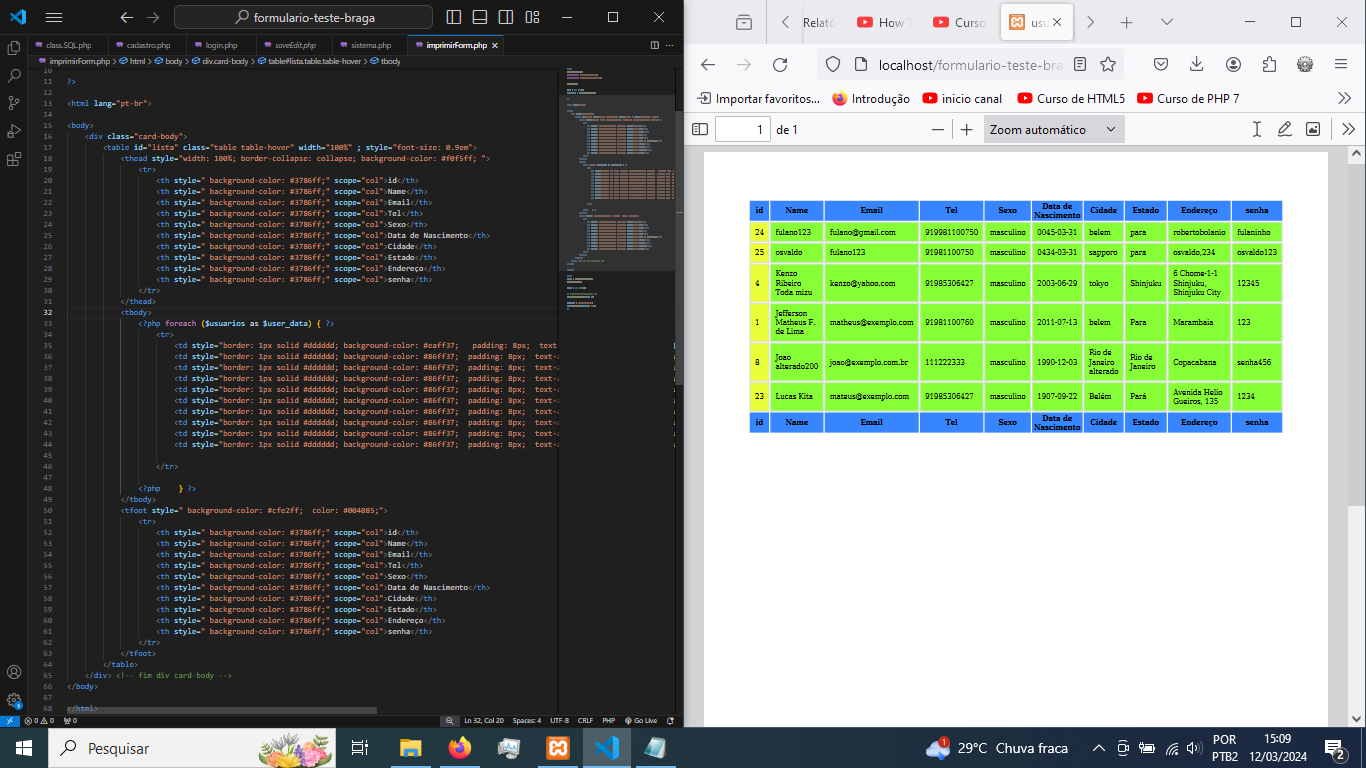 formulario-teste-braga
class.SQL.php
cadastro.php
login.php
saveEdit.php
sistema.php
imprimirForm.php
imprimirForm.php > html > body > div.card-body > table#lista.table.table-hover > tbody
10
11 ?>
12
13 <html lang="pt-br">
14
15 <body>
16 <div class="card-body">
17 <table id="lista" class="table table-hover" width="100%" ; style="font-size: 0.9em">
18 <thead style="width: 100%; border-collapse: collapse; background-color: #f0f5ff; ">
19 <tr>
20 <th style=" background-color: #3786ff;" scope="col">id</th>
21 <th style=" background-color: #3786ff;" scope="col">Name</th>
22 <th style=" background-color: #3786ff;" scope="col">Email</th>
23 <th style=" background-color: #3786ff;" scope="col">Tel</th>
24 <th style=" background-color: #3786ff;" scope="col">Sexo</th>
25 <th style=" background-color: #3786ff;" scope="col">Data de Nascimento</th>
26 <th style=" background-color: #3786ff;" scope="col">Cidade</th>
27 <th style=" background-color: #3786ff;" scope="col">Estado</th>
28 <th style=" background-color: #3786ff;" scope="col">Endereço</th>
29 <th style=" background-color: #3786ff;" scope="col">senha</th>
30 </tr>
31 </thead>
32 <tbody>
33 <?php foreach ($usuarios as $user_data) { ?>
34 <tr>
35 <td style="border: 1px solid #dddddd; background-color: #eaff37; padding: 8px; text-
36 <td style="border: 1px solid #dddddd; background-color: #86ff37; padding: 8px; text-a
37 <td style="border: 1px solid #dddddd; background-color: #86ff37; padding: 8px; text-a
38 <td style="border: 1px solid #dddddd; background-color: #86ff37; padding: 8px; text-a
39 <td style="border: 1px solid #dddddd; background-color: #86ff37; padding: 8px; text-a
40 <td style="border: 1px solid #dddddd; background-color: #86ff37; padding: 8px; text-a
41 <td style="border: 1px solid #dddddd; background-color: #86ff37; padding: 8px; text-a
42 <td style="border: 1px solid #dddddd; background-color: #86ff37; padding: 8px; text-a
43 <td style="border: 1px solid #dddddd; background-color: #86ff37; padding: 8px; text-a
44 <td style="border: 1px solid #dddddd; background-color: #86ff37; padding: 8px; text-a
45
46 </tr>
47
48 <?php } ?>
49 </tbody>
50 <tfoot style=" background-color: #cfe2ff; color: #004085;">
51 <tr>
52 <th style=" background-color: #3786ff;" scope="col">id</th>
53 <th style=" background-color: #3786ff;" scope="col">Name</th>
54 <th style=" background-color: #3786ff;" scope="col">Email</th>
55 <th style=" background-color: #3786ff;" scope="col">Tel</th>
56 <th style=" background-color: #3786ff;" scope="col">Sexo</th>
57 <th style=" background-color: #3786ff;" scope="col">Data de Nascimento</th>
58 <th style=" background-color: #3786ff;" scope="col">Cidade</th>
59 <th style=" background-color: #3786ff;" scope="col">Estado</th>
60 <th style=" background-color: #3786ff;" scope="col">Endereço</th>
61 <th style=" background-color: #3786ff;" scope="col">senha</th>
62 </tr>
63 </tfoot>
64 </table>
65 </div> <!-- fim div card-body -->
66 </body>
67
68 </html>
0 0 0 Ln 32, Col 20 Spaces: 4 UTF-8 CRLF PHP Go Live
Relató How T Curso usu
localhost/formulario-teste-bra
Importar favoritos... Introdução inicio canal Curso de HTML5 Curso de PHP 7
1 de 1 Zoom automático
id Name Email Tel Sexo Data de Nascimento Cidade Estado Endereço senha
24 fulano123 fulano@gmail.com 919981100750 masculino 0045-03-31 belem para robertobolanio fulaninho
25 osvaldo fulano123 91981100750 masculino 0434-03-31 sapporo para osvaldo,234 osvaldo123
4 Kenzo Ribeiro Toda mizu kenzo@yahoo.com 91985306427 masculino 2003-06-29 tokyo Shinjuku 6 Chome-1-1 Shinjuku, Shinjuku City 12345
1 Jefferson Matheus F. de Lima matheus@exemplo.com 91981100760 masculino 2011-07-13 belem Para Marambaia 123
8 Joao alterado200 joao@exemplo.com.br 111222333 masculino 1990-12-03 Rio de Janeiro alterado Rio de Janeiro Copacabana senha456
23 Lucas Kita mateus@exemplo.com 91985306427 masculino 1907-09-22 Belém Pará Avenida Helio Gueiros, 135 1234
id Name Email Tel Sexo Data de Nascimento Cidade Estado Endereço senha
Pesquisar
1 29°C Chuva fraca
POR PTB2
15:09
12/03/2024
2